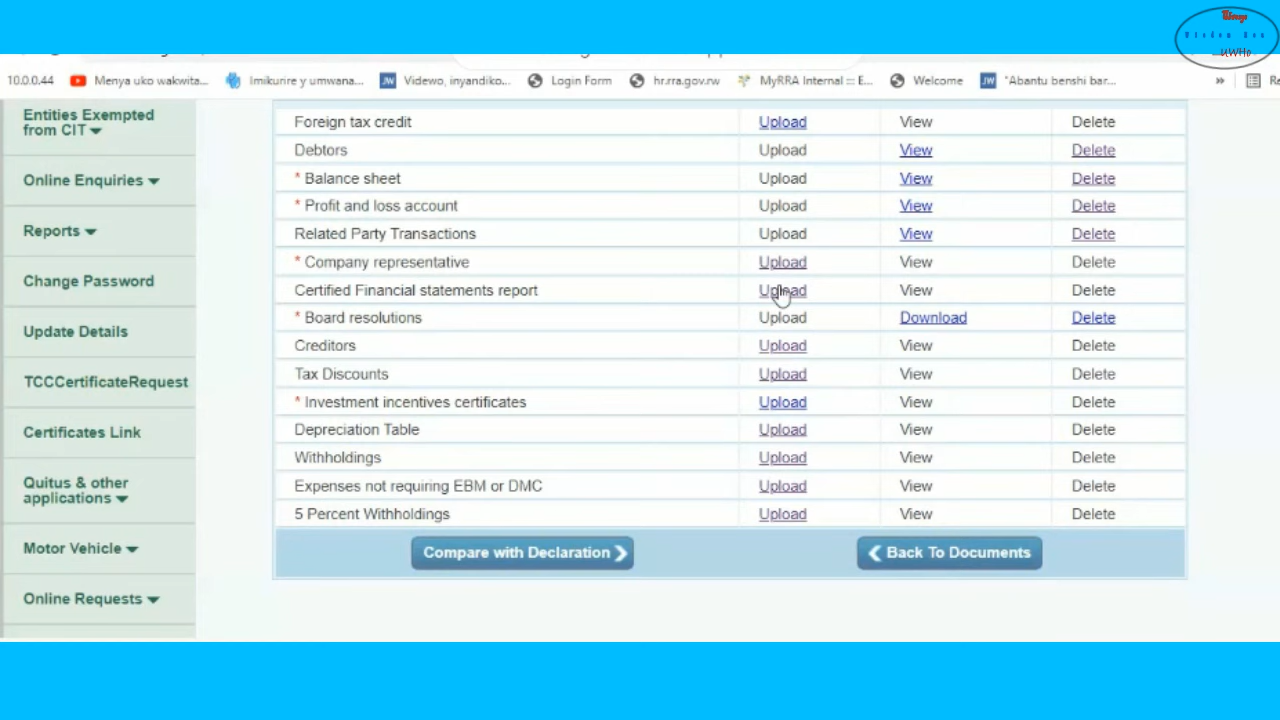 10.0.0.44 Menya uko wakwita... Imikurire y umwana... Videwo, inyandiko... Login Form hr.rra.gov.rw MyRRA Internal ::: E... Welcome "Abantu benshi bar... » Re
Entities Exempted
from CIT
Online Enquiries
Reports
Change Password
Update Details
TCCCertificateRequest
Certificates Link
Quitus & other
applications
Motor Vehicle
Online Requests
Foreign tax credit Upload View Delete
Debtors Upload View Delete
* Balance sheet Upload View Delete
* Profit and loss account Upload View Delete
Related Party Transactions Upload View Delete
* Company representative Upload View Delete
Certified Financial statements report Upload View Delete
* Board resolutions Upload Download Delete
Creditors Upload View Delete
Tax Discounts Upload View Delete
* Investment incentives certificates Upload View Delete
Depreciation Table Upload View Delete
Withholdings Upload View Delete
Expenses not requiring EBM or DMC Upload View Delete
5 Percent Withholdings Upload View Delete
Compare with Declaration Back To Documents